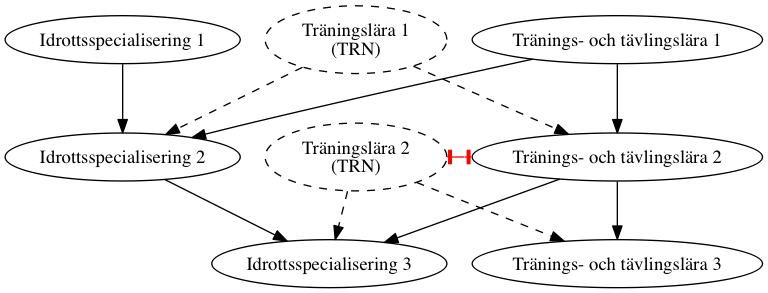 Idrottsspecialisering 1
Träningslära 1
(TRN)
Tränings- och tävlingslära 1
Idrottsspecialisering 2
Träningslära 2
(TRN)
Tränings- och tävlingslära 2
Idrottsspecialisering 3
Tränings- och tävlingslära 3